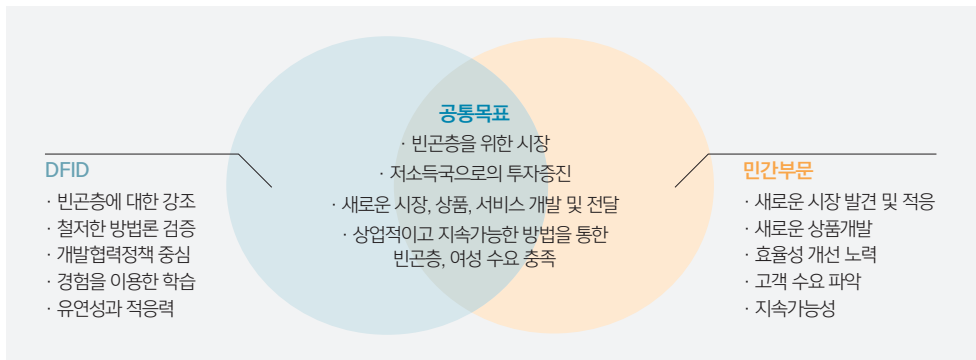 공통목표
· 빈곤층을 위한 시장
· 저소득국으로의 투자증진
· 새로운 시장, 상품, 서비스 개발 및 전달
· 상업적이고 지속가능한 방법을 통한
빈곤층, 여성 수요 충족
DFID
· 빈곤층에 대한 강조
· 철저한 방법론 검증
· 개발협력정책 중심
· 경험을 이용한 학습
· 유연성과 적응력
민간부문
· 새로운 시장 발견 및 적응
· 새로운 상품개발
· 효율성 개선 노력
· 고객 수요 파악
· 지속가능성